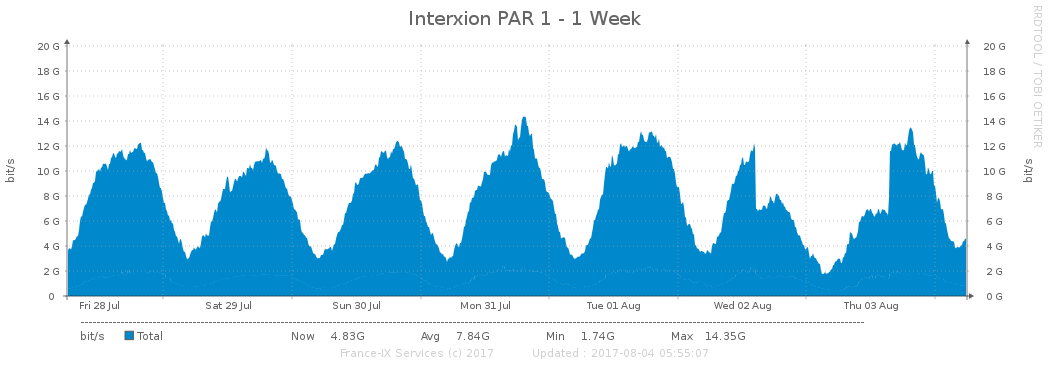 Interxion PAR 1 - 1 Week
RRDTOOL / TOBI OETIKER
20 G 20 G
18 G 18 G
16 G 16 G
14 G 14 G
12 G 12 G
10 G 10 G
8 G 8 G
6 G 6 G
4 G 4 G
2 G 2 G
0 0 G
bit/s
bit/s
Fri 28 Jul Sat 29 Jul Sun 30 Jul Mon 31 Jul Tue 01 Aug Wed 02 Aug Thu 03 Aug
bit/s Total Now 4.83G Avg 7.84G Min 1.74G Max 14.35G
France-IX Services (c) 2017 Updated : 2017-08-04 05:55:07